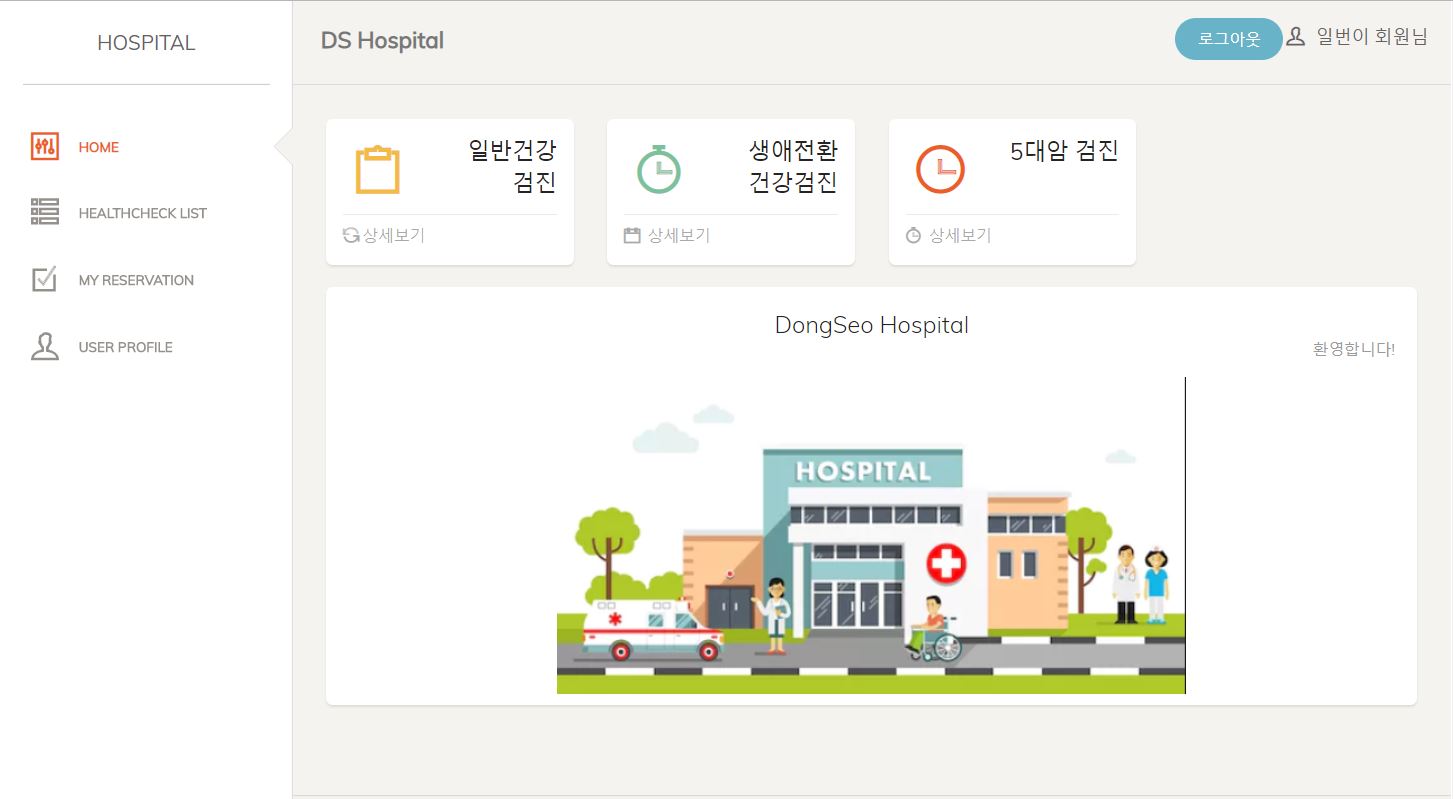 HOSPITAL
DS Hospital
로그아웃
일번이 회원님
HOME
HEALTHCHECK LIST
MY RESERVATION
USER PROFILE
일반건강
검진
상세보기
생애전환
건강검진
상세보기
5대암 검진
상세보기
DongSeo Hospital
환영합니다!
HOSPITAL